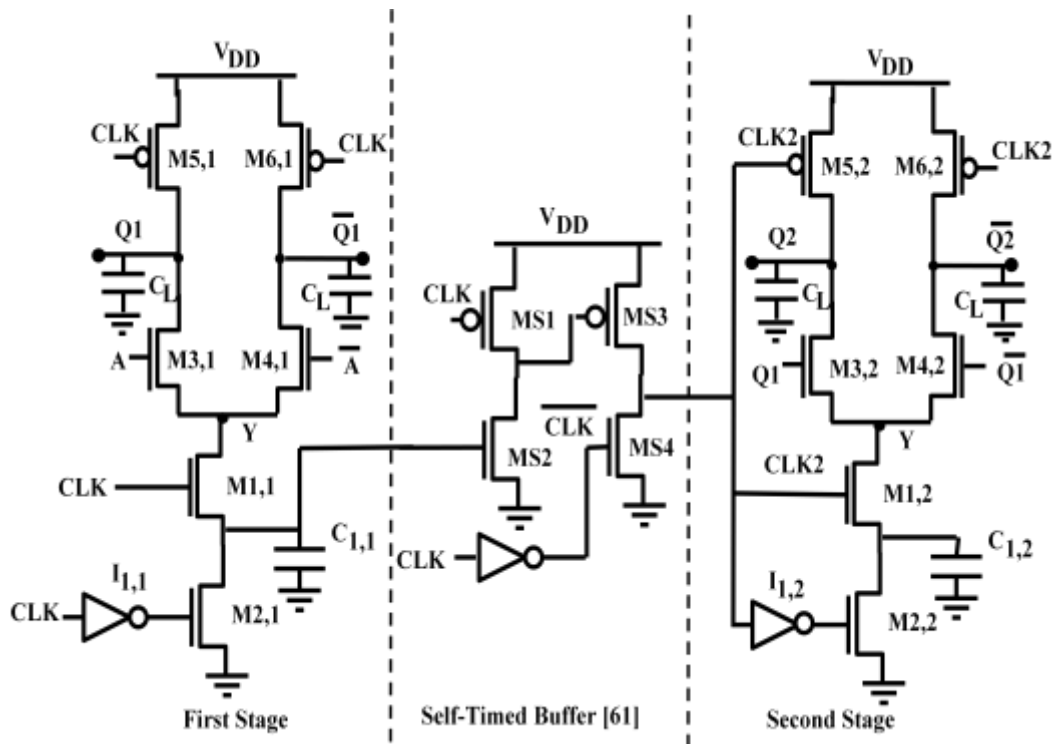 VDD
CLK
M5,1
M6,1
CLK
Q1
Q1̅
CL
CL
A
M3,1
M4,1
A̅
Y
CLK
M1,1
C1,1
I1,1
CLK
M2,1
First Stage
VDD
CLK
MS1
MS3
CLK̅
MS2
MS4
CLK
Self-Timed Buffer [61]
VDD
CLK2
M5,2
M6,2
CLK2
Q2
Q2̅
CL
CL
Q1
M3,2
M4,2
Q1̅
Y
CLK2
M1,2
C1,2
I1,2
M2,2
Second Stage